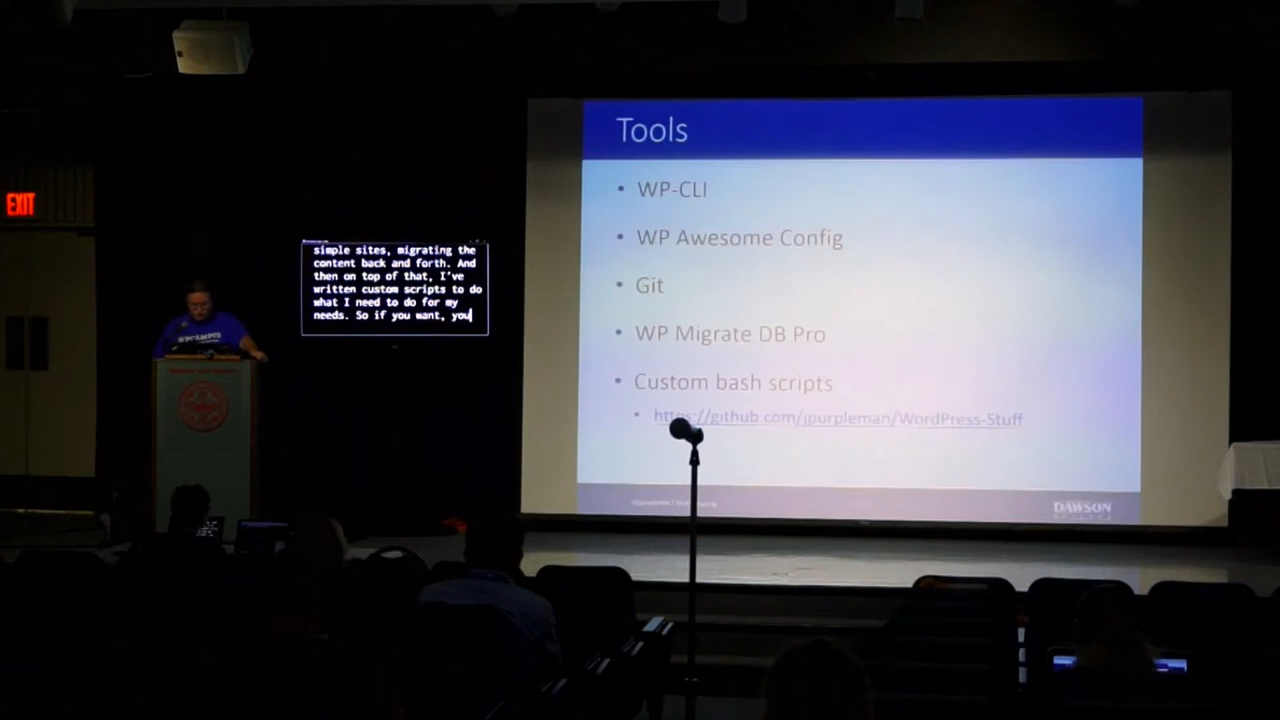 EXIT
simple sites, migrating the
content back and forth. And
then on top of that, I've
written custom scripts to do
what I need to do for my
needs. So if you want, you
Tools
• WP-CLI
• WP Awesome Config
• Git
• WP Migrate DB Pro
• Custom bash scripts
• https://github.com/jpurpleman/WordPress-Stuff
DAWSON